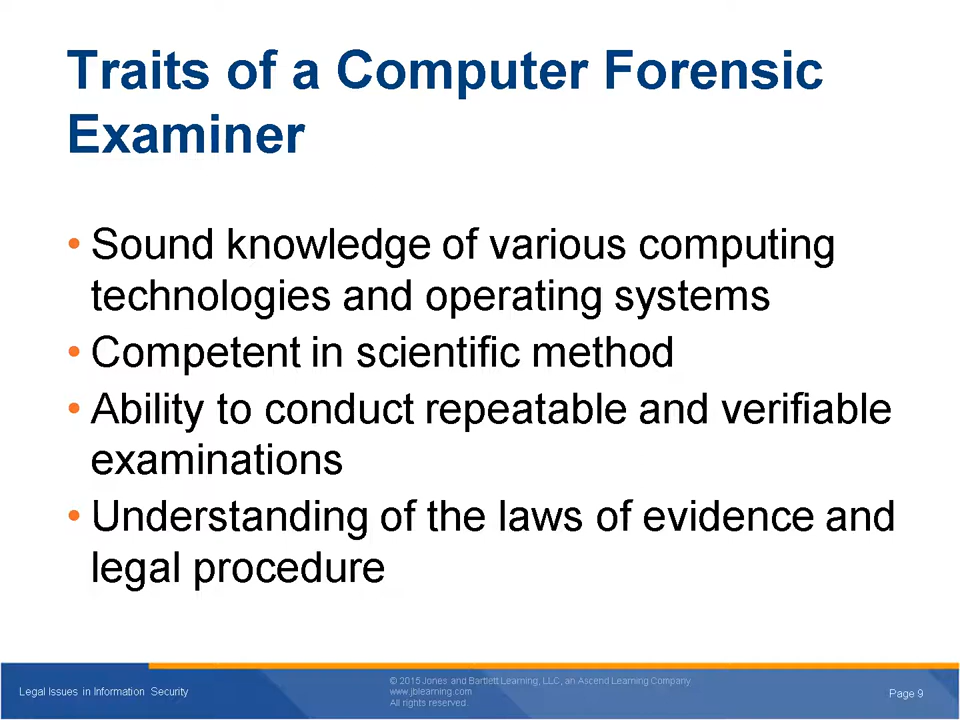 Traits of a Computer Forensic
Examiner
• Sound knowledge of various computing
technologies and operating systems
• Competent in scientific method
• Ability to conduct repeatable and verifiable
examinations
• Understanding of the laws of evidence and
legal procedure
Legal Issues in Information Security
© 2015 Jones and Bartlett Learning, LLC, an Ascend Learning Company
www.jblearning.com
All rights reserved.
Page 9